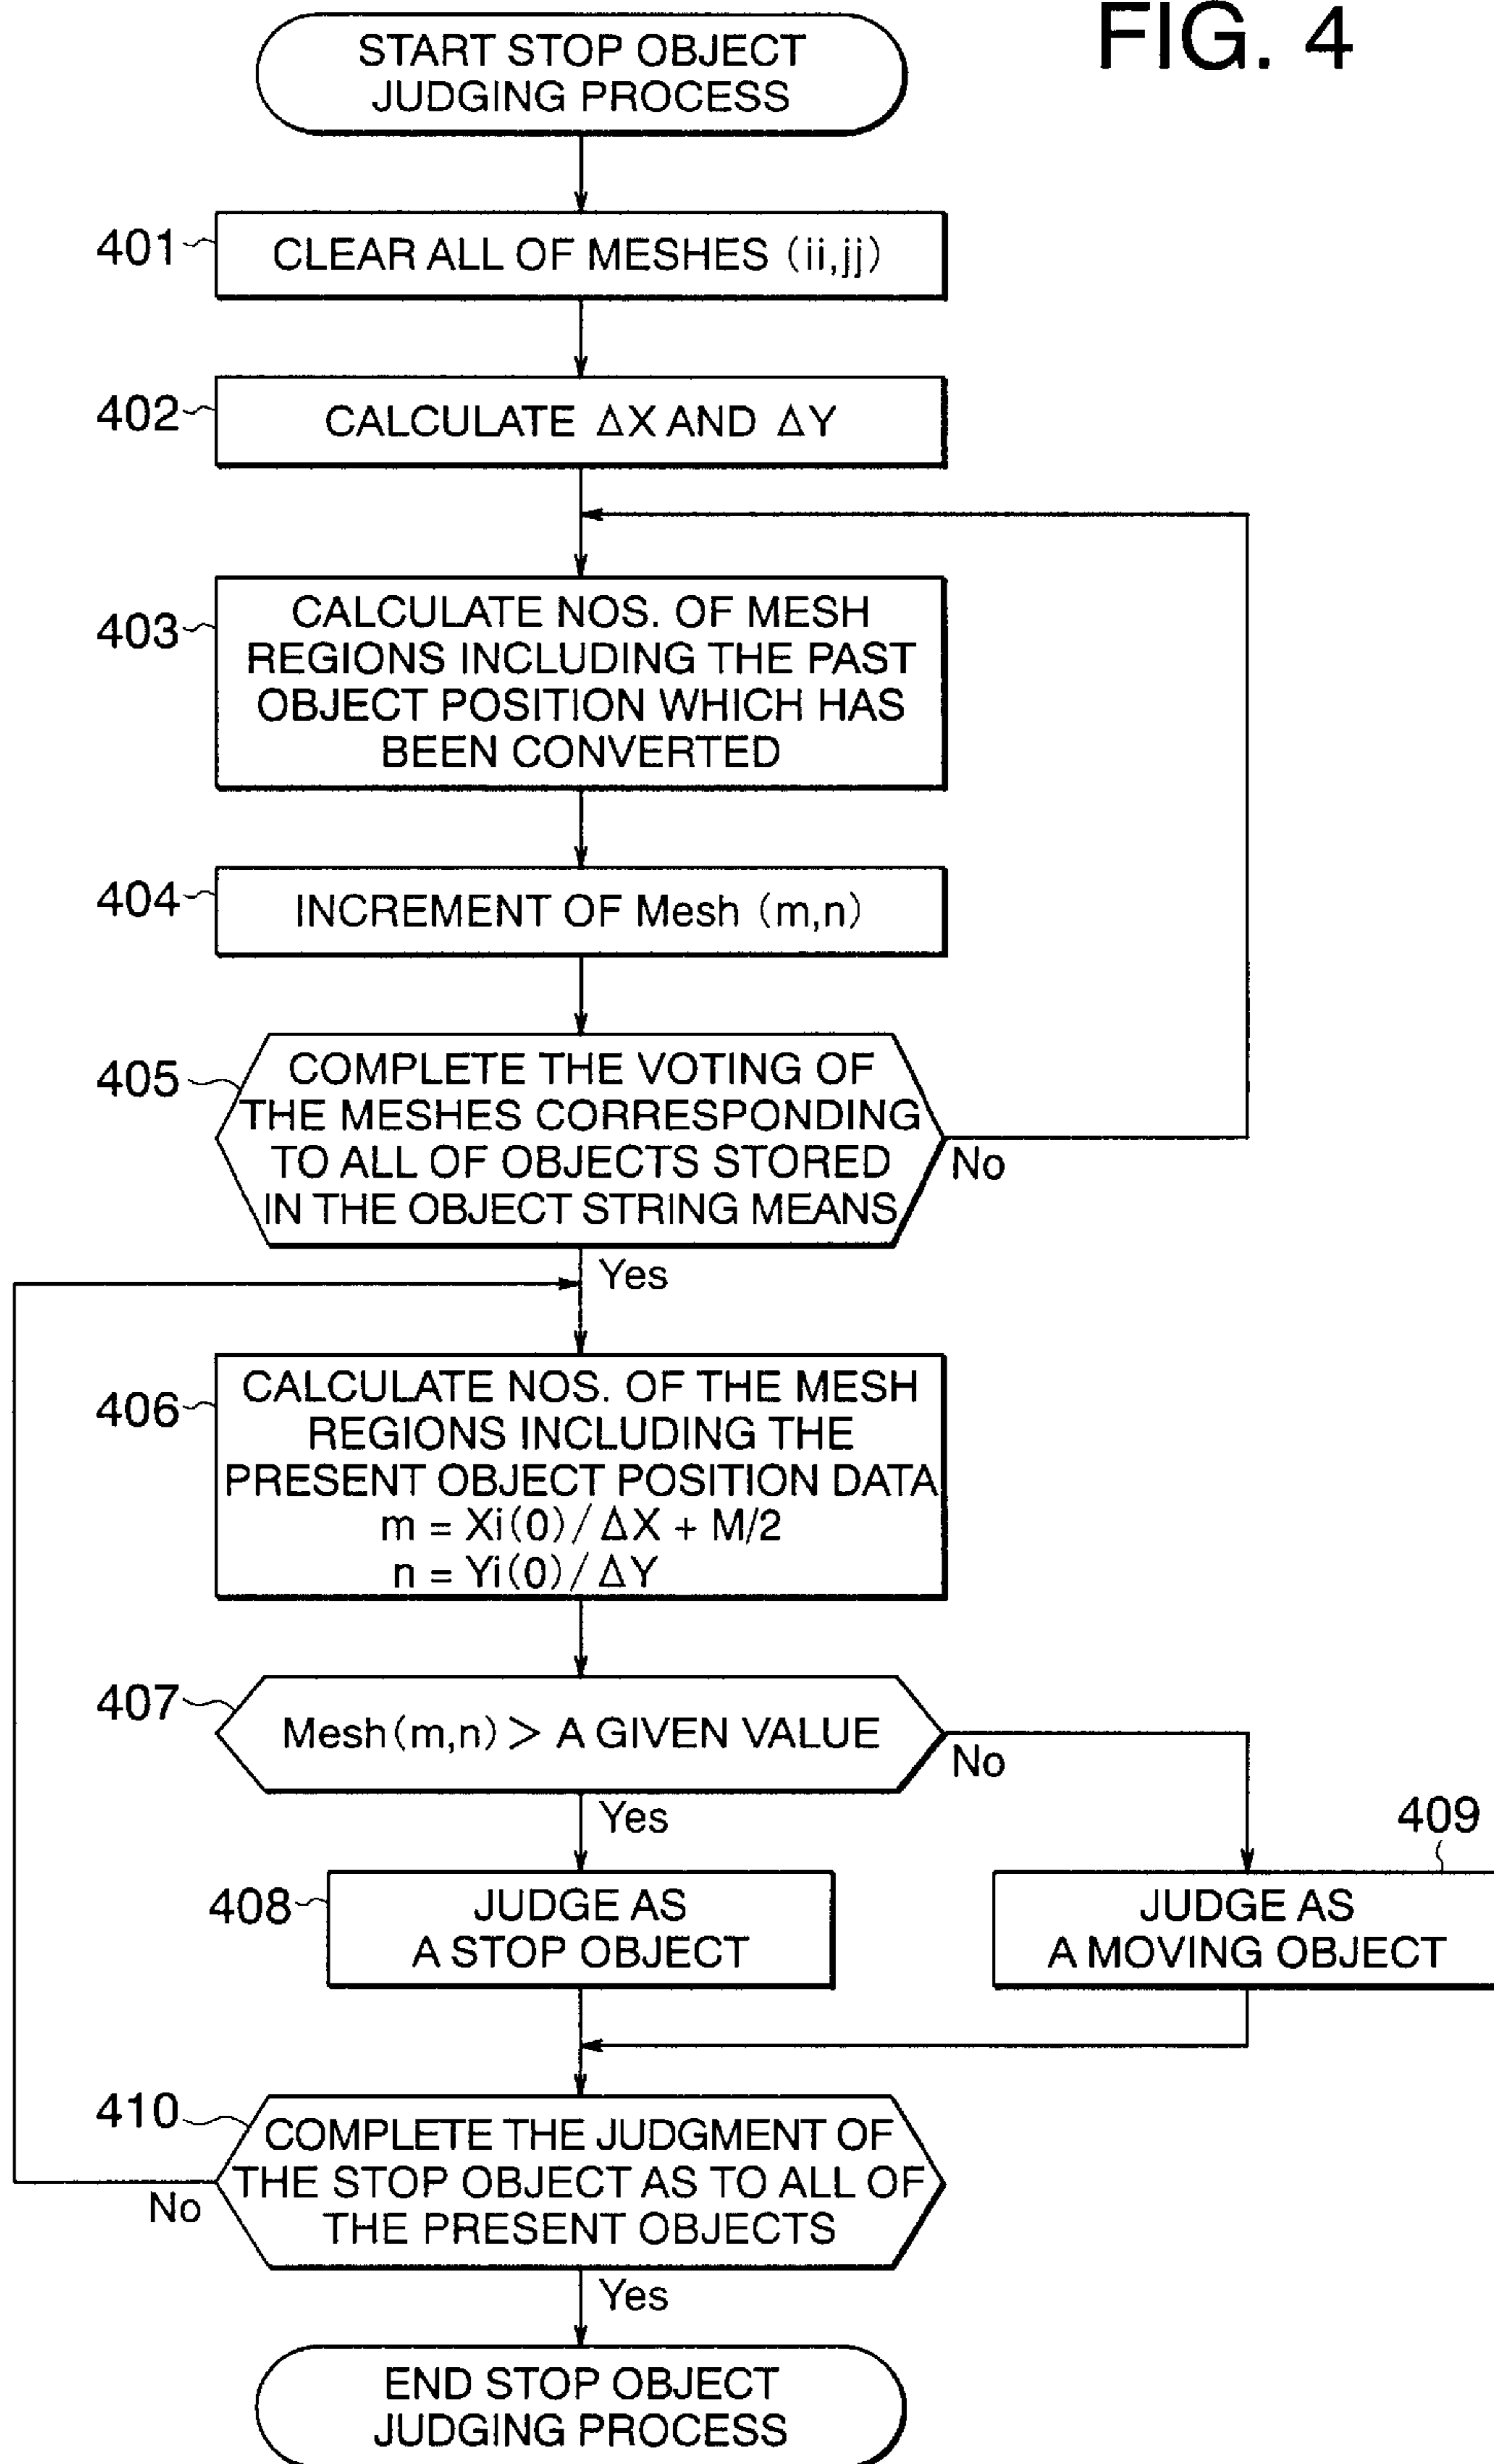 FIG. 4
START STOP OBJECT
JUDGING PROCESS
401
CLEAR ALL OF MESHES (ii,jj)
402
CALCULATE ΔX AND ΔY
403
CALCULATE NOS. OF MESH
REGIONS INCLUDING THE PAST
OBJECT POSITION WHICH HAS
BEEN CONVERTED
404
INCREMENT OF Mesh (m,n)
405
COMPLETE THE VOTING OF
THE MESHES CORRESPONDING
TO ALL OF OBJECTS STORED
IN THE OBJECT STRING MEANS
No
Yes
406
CALCULATE NOS. OF THE MESH
REGIONS INCLUDING THE
PRESENT OBJECT POSITION DATA
m = Xi(0)/ΔX + M/2
n = Yi(0)/ΔY
407
Mesh(m,n) > A GIVEN VALUE
No
Yes
408
JUDGE AS
A STOP OBJECT
409
JUDGE AS
A MOVING OBJECT
410
COMPLETE THE JUDGMENT OF
THE STOP OBJECT AS TO ALL OF
THE PRESENT OBJECTS
No
Yes
END STOP OBJECT
JUDGING PROCESS